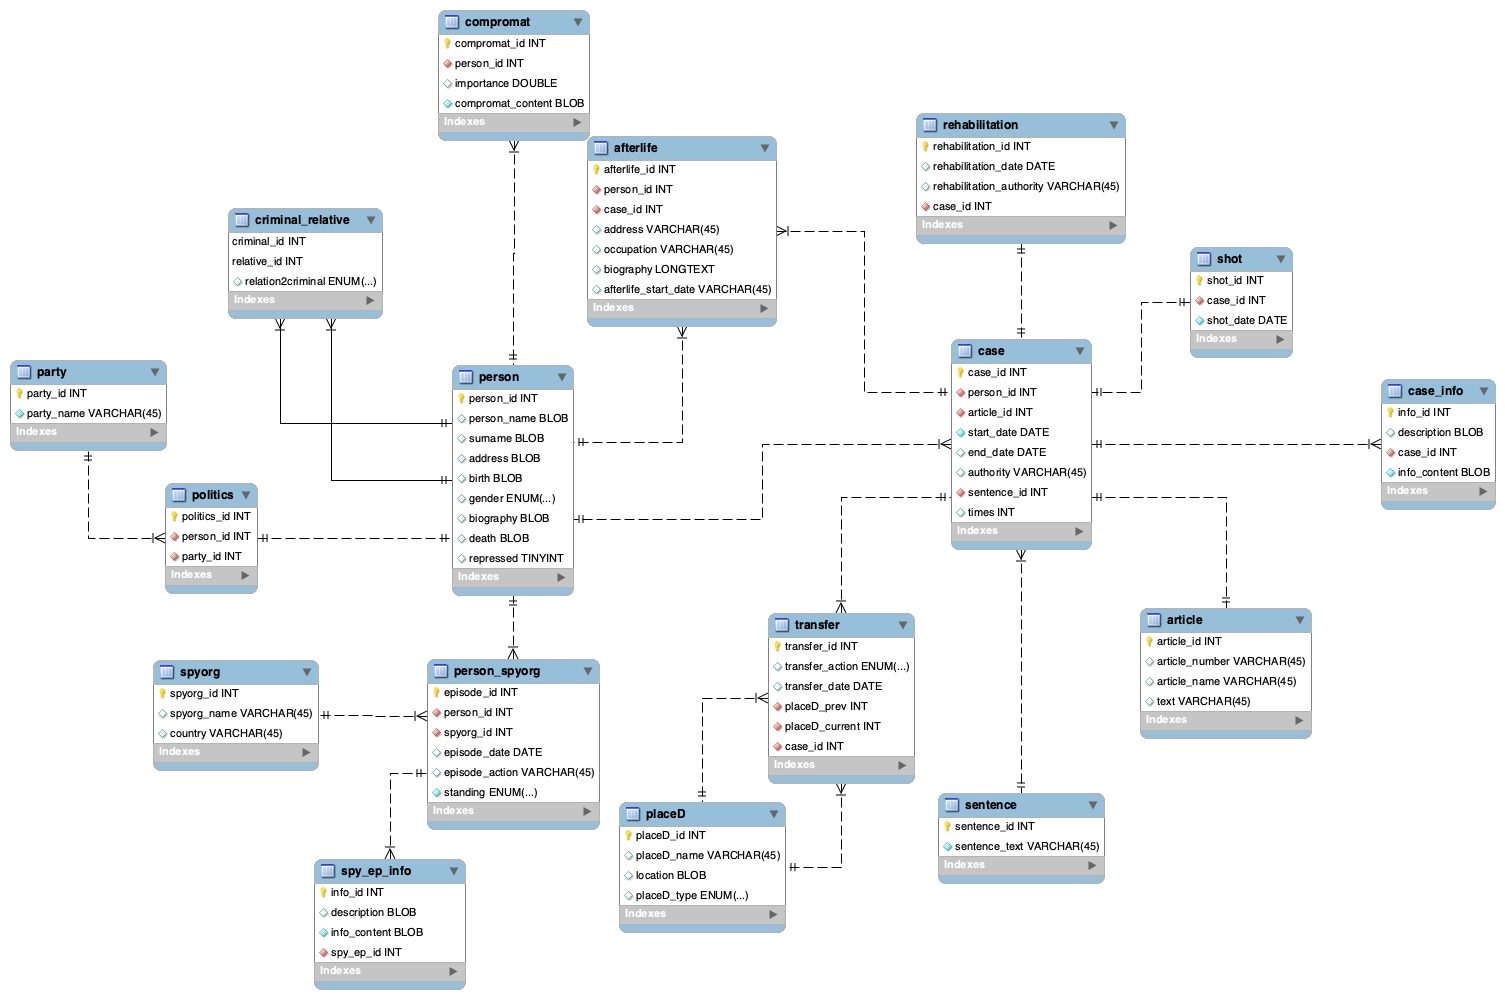 compromat
compromat_id INT
person_id INT
importance DOUBLE
compromat_content BLOB
Indexes
afterlife
afterlife_id INT
person_id INT
case_id INT
address VARCHAR(45)
occupation VARCHAR(45)
biography LONGTEXT
afterlife_start_date VARCHAR(45)
Indexes
rehabilitation
rehabilitation_id INT
rehabilitation_date DATE
rehabilitation_authority VARCHAR(45)
case_id INT
Indexes
criminal_relative
criminal_id INT
relative_id INT
relation2criminal ENUM(...)
Indexes
shot
shot_id INT
case_id INT
shot_date DATE
Indexes
party
party_id INT
party_name VARCHAR(45)
Indexes
person
person_id INT
person_name BLOB
surname BLOB
address BLOB
birth BLOB
gender ENUM(...)
biography BLOB
death BLOB
repressed TINYINT
Indexes
case
case_id INT
person_id INT
article_id INT
start_date DATE
end_date DATE
authority VARCHAR(45)
sentence_id INT
times INT
Indexes
case_info
info_id INT
description BLOB
case_id INT
info_content BLOB
Indexes
politics
politics_id INT
person_id INT
party_id INT
Indexes
spyorg
spyorg_id INT
spyorg_name VARCHAR(45)
country VARCHAR(45)
Indexes
person_spyorg
episode_id INT
person_id INT
spyorg_id INT
episode_date DATE
episode_action VARCHAR(45)
standing ENUM(...)
Indexes
transfer
transfer_id INT
transfer_action ENUM(...)
transfer_date DATE
placeD_prev INT
placeD_current INT
case_id INT
Indexes
article
article_id INT
article_number VARCHAR(45)
article_name VARCHAR(45)
text VARCHAR(45)
Indexes
placeD
placeD_id INT
placeD_name VARCHAR(45)
location BLOB
placeD_type ENUM(...)
Indexes
sentence
sentence_id INT
sentence_text VARCHAR(45)
Indexes
spy_ep_info
info_id INT
description BLOB
info_content BLOB
spy_ep_id INT
Indexes